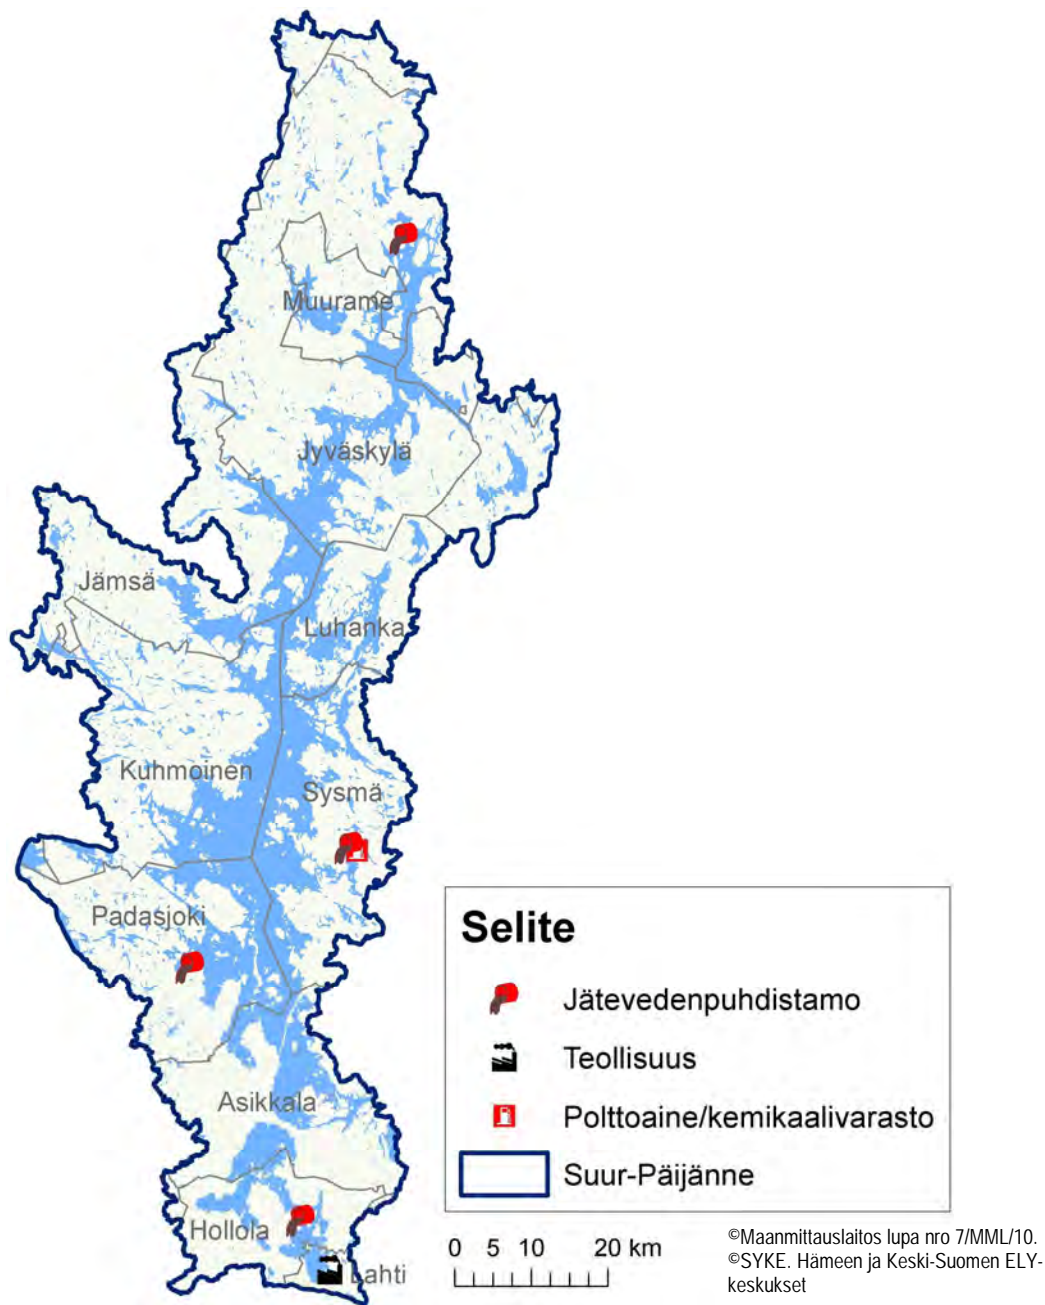 Muurame
Jyväskylä
Jämsä
Luhanka
Kuhmoinen
Sysmä
Padasjoki
Asikkala
Hollola
Lahti
Selite
Jätevedenpuhdistamo
Teollisuus
Polttoaine/kemikaalivarasto
Suur-Päijänne
0 5 10 20 km
©Maanmittauslaitos lupa nro 7/MML/10.
©SYKE. Hämeen ja Keski-Suomen ELY-
keskukset